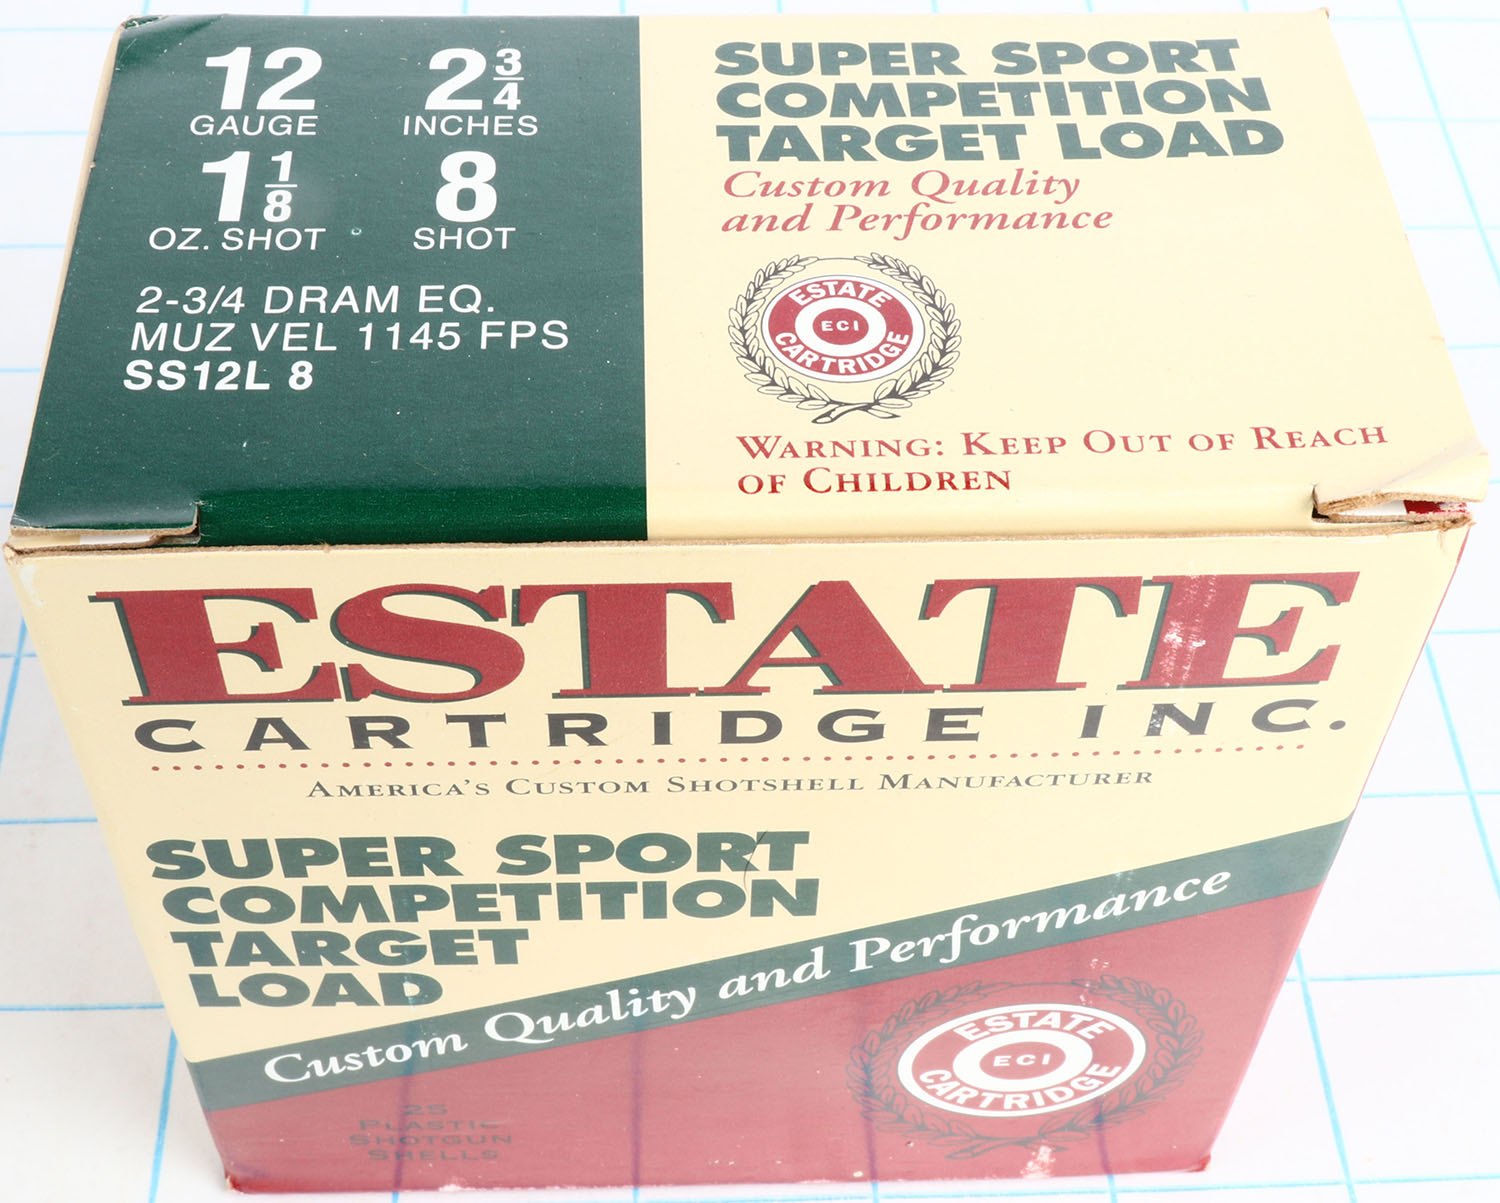 12
GAUGE
2 3/4
INCHES
1 1/8
OZ. SHOT
8
SHOT
2-3/4 DRAM EQ.
MUZ VEL 1145 FPS
SS12L 8
SUPER SPORT
COMPETITION
TARGET LOAD
Custom Quality
and Performance
ESTATE
ECI
CARTRIDGE
WARNING: KEEP OUT OF REACH
OF CHILDREN
ESTATE
CARTRIDGE INC.
AMERICA'S CUSTOM SHOTSHELL MANUFACTURER
SUPER SPORT
COMPETITION
TARGET
LOAD
Custom Quality and Performance
ESTATE
ECI
CARTRIDGE
25
PLASTIC
SHOTGUN
SHELLS